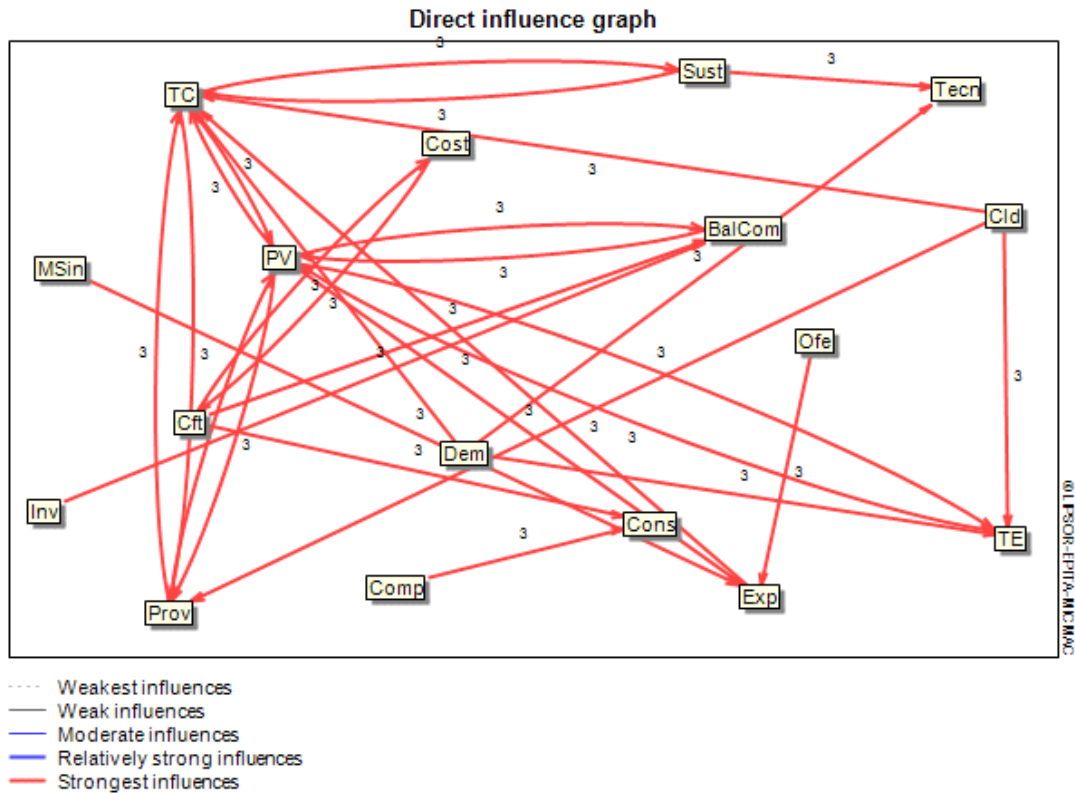 Direct influence graph
3
Sust
3
TC
Tecn
3
Cost
3
3
3
3
Cld
BalCom
PV
3
MSin
3
3
3
3
Ofe
3
3
3
3
3
3
3
3
Cft
3
3
3
3
Dem
3
3
Inv
Cons
3
TE
Comp
Exp
Prov
©LIPSOR-EPITA-MICMAC
Weakest influences
Weak influences
Moderate influences
Relatively strong influences
Strongest influences